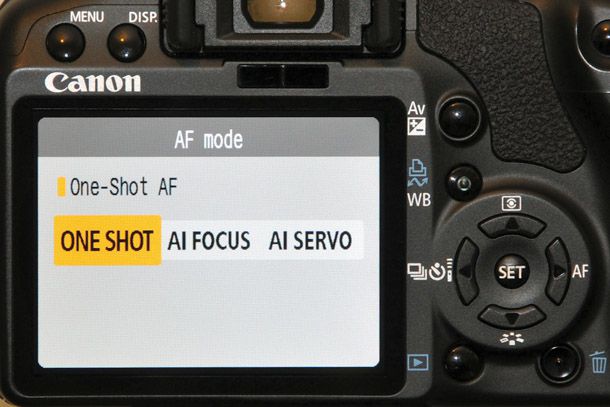 MENU DISP.
Canon
AF mode
One-Shot AF
ONE SHOT AI FOCUS AI SERVO
Av
WB
SET
AF